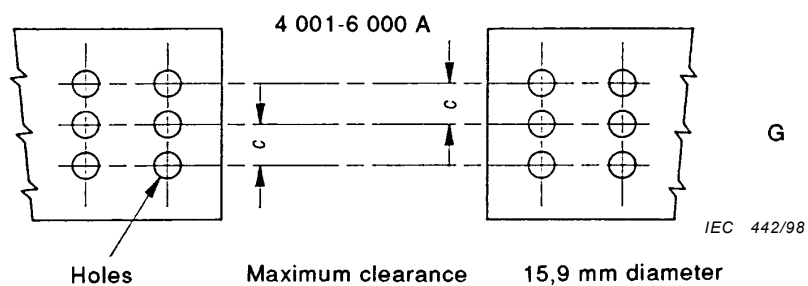 4 001-6 000 A
C
C
G
IEC 442/98
Holes Maximum clearance 15,9 mm diameter